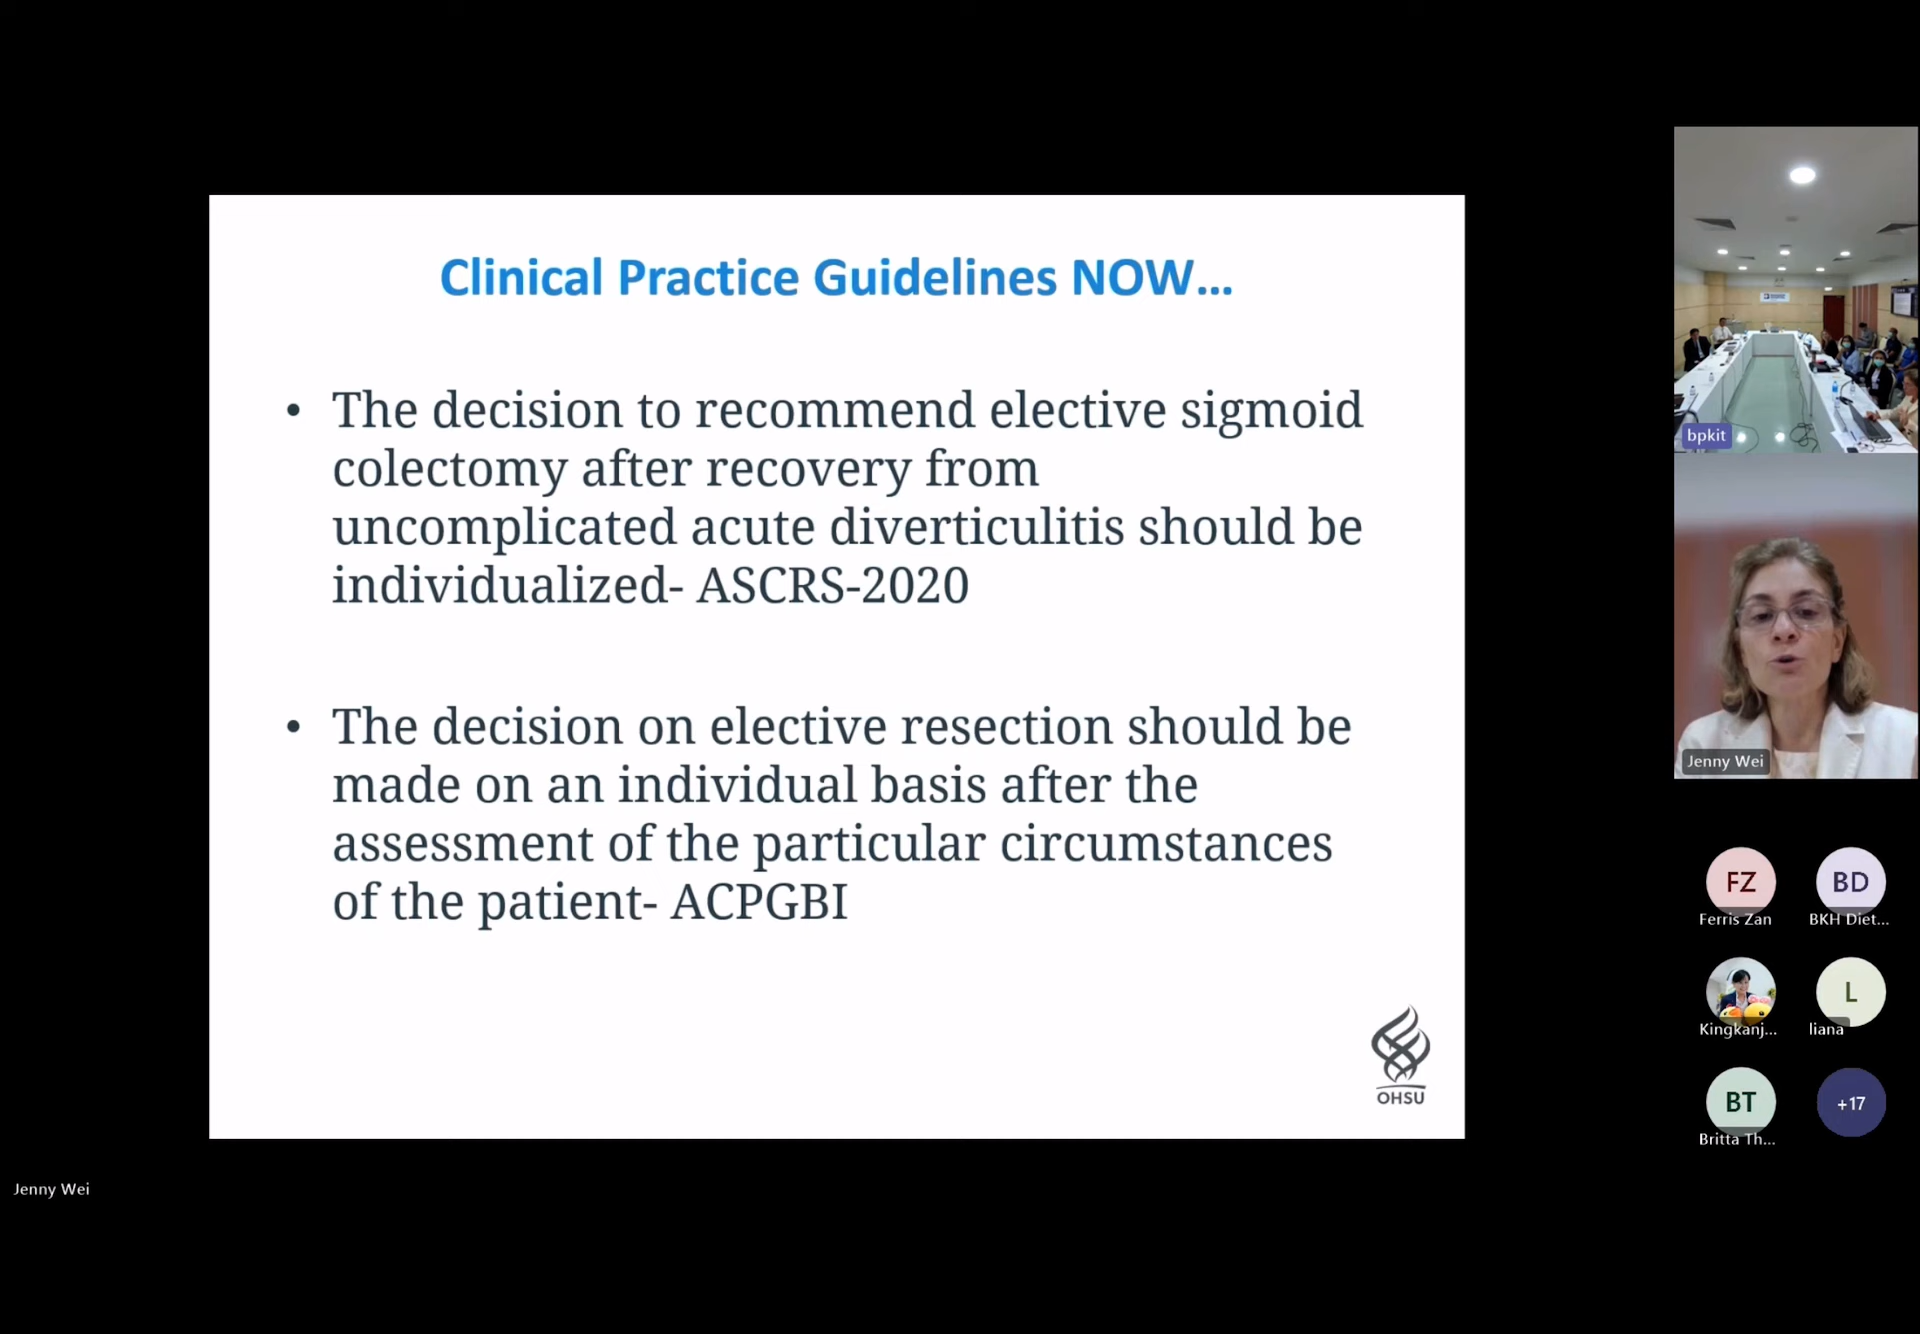 Clinical Practice Guidelines NOW...
• The decision to recommend elective sigmoid
colectomy after recovery from
uncomplicated acute diverticulitis should be
individualized- ASCRS-2020
• The decision on elective resection should be
made on an individual basis after the
assessment of the particular circumstances
of the patient- ACPGBI
OHSU
bpkit
Jenny Wei
FZ
Ferris Zan
BD
BKH Diet...
Kingkanj...
L
liana
BT
Britta Th...
+17
Jenny Wei